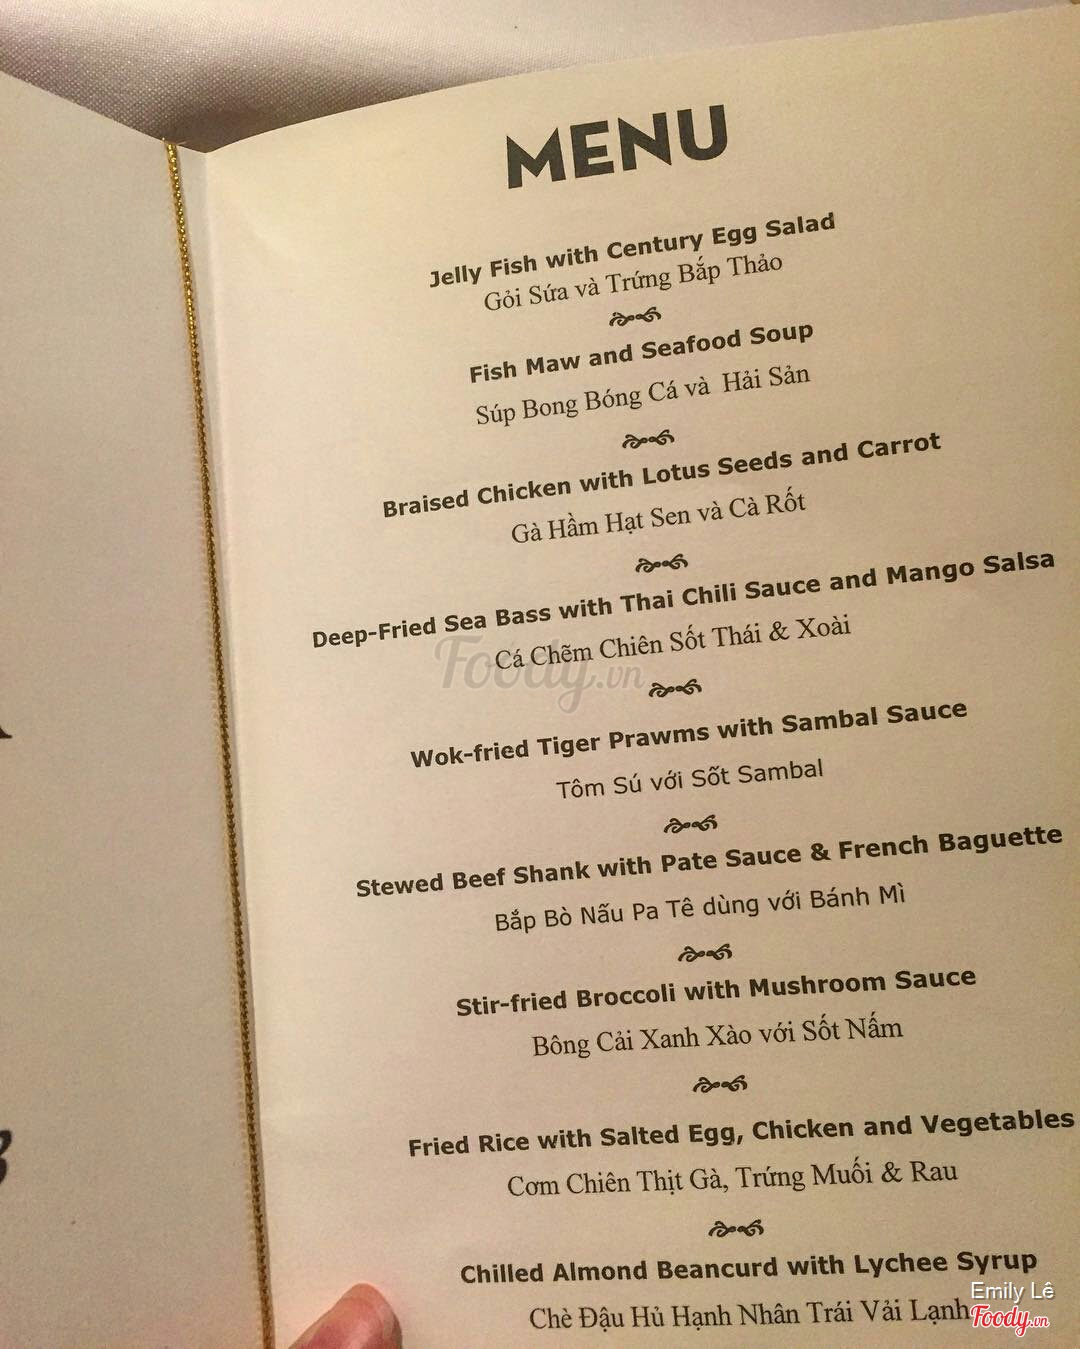 MENU
Jelly Fish with Century Egg Salad
Gỏi Sứa và Trứng Bắp Thảo
Fish Maw and Seafood Soup
Súp Bong Bóng Cá và Hải Sản
Braised Chicken with Lotus Seeds and Carrot
Gà Hầm Hạt Sen và Cà Rốt
Deep-Fried Sea Bass with Thai Chili Sauce and Mango Salsa
Cá Chẽm Chiên Sốt Thái & Xoài
Foody.vn
Wok-fried Tiger Prawms with Sambal Sauce
Tôm Sú với Sốt Sambal
Stewed Beef Shank with Pate Sauce & French Baguette
Bắp Bò Nấu Pa Tê dùng với Bánh Mì
Stir-fried Broccoli with Mushroom Sauce
Bông Cải Xanh Xào với Sốt Nấm
Fried Rice with Salted Egg, Chicken and Vegetables
Cơm Chiên Thịt Gà, Trứng Muối & Rau
Chilled Almond Beancurd with Lychee Syrup
Chè Đậu Hủ Hạnh Nhân Trái Vải Lạnh
Emily Lê
Foody.vn